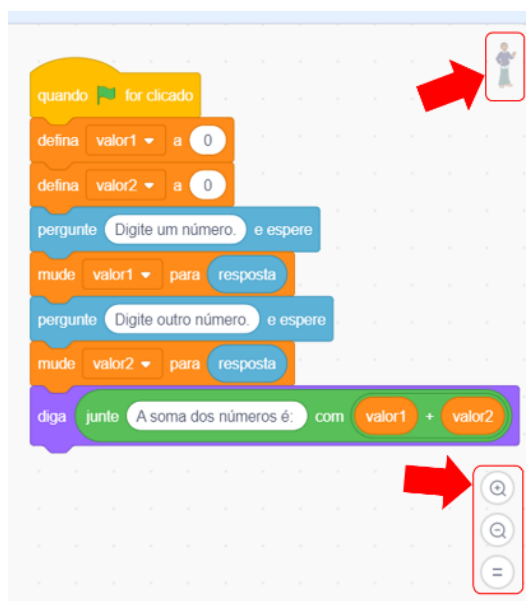 quando for clicado
defina valor1 a 0
defina valor2 a 0
pergunte Digite um número. e espere
mude valor1 para resposta
pergunte Digite outro número. e espere
mude valor2 para resposta
diga junte A soma dos números é: com valor1 + valor2
=